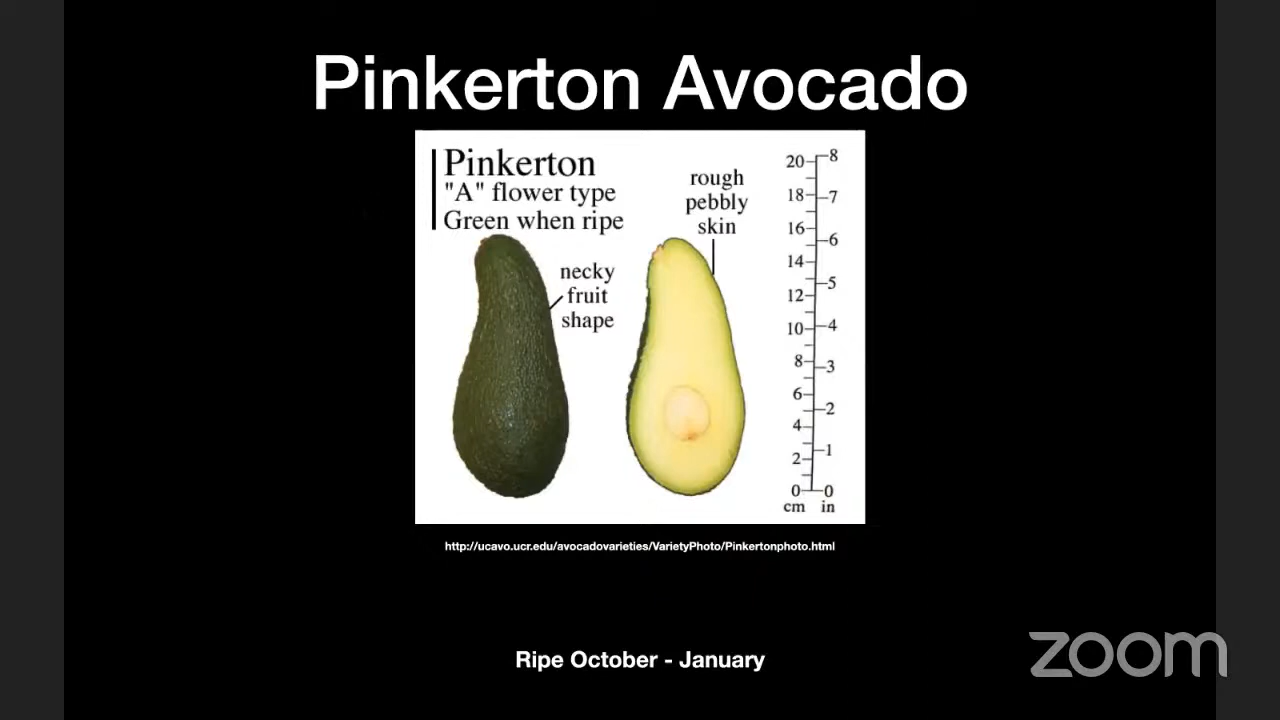 Pinkerton Avocado
Pinkerton
"A" flower type
Green when ripe
necky
fruit
shape
rough
pebbly
skin
20 8
18 7
16 6
14 5
12
10 4
8 3
6
4 2
2 1
0 0
cm in
http://ucavo.ucr.edu/avocadovarieties/VarietyPhoto/Pinkertonphoto.html
Ripe October - January
zoom